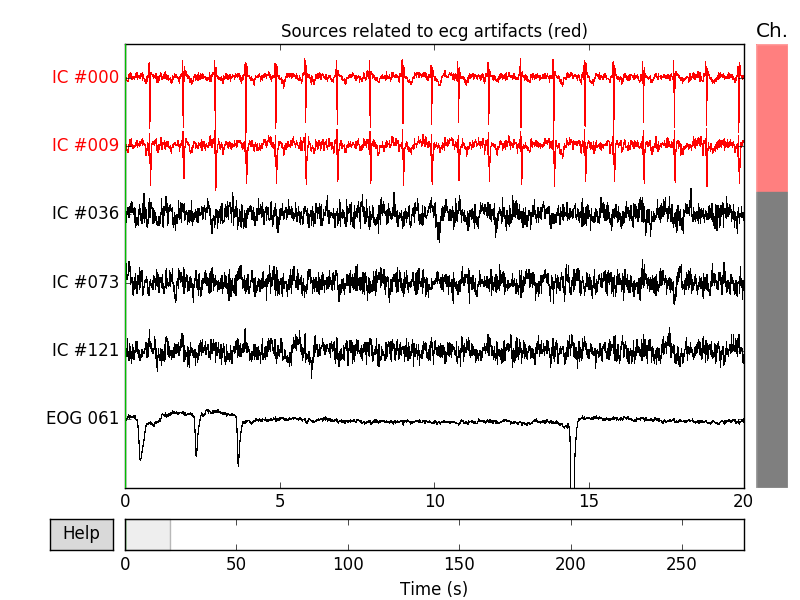 Sources related to ecg artifacts (red)
Ch.
IC #000
IC #009
IC #036
IC #073
IC #121
EOG 061
0 5 10 15 20
Help
0 50 100 150 200 250
Time (s)